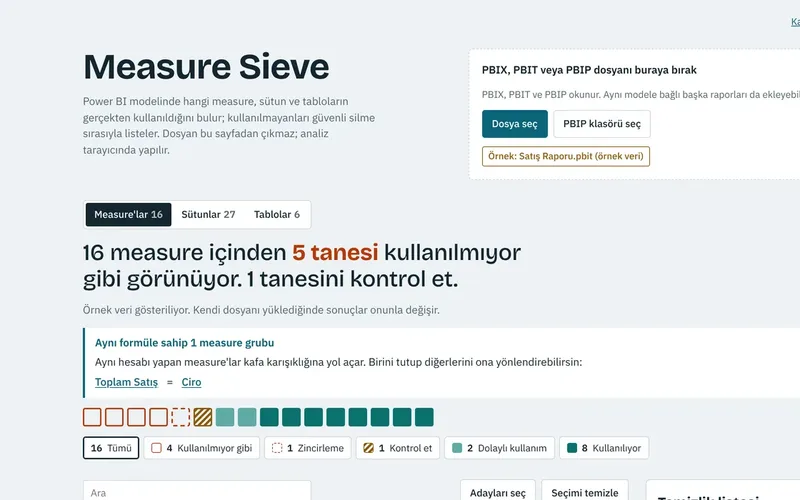 Measure Sieve
Power BI modelinde hangi measure, sütun ve tabloların
gerçekten kullanıldığını bulur; kullanılmayanları güvenli silme
sırasıyla listeler. Dosyan bu sayfadan çıkmaz; analiz
tarayıcında yapılır.
PBIX, PBIT veya PBIP dosyanı buraya bırak
PBIX, PBIT ve PBIP okunur. Aynı modele bağlı başka raporları da
Dosya seç
PBIP klasörü seç
Örnek: Satış Raporu.pbit (örnek veri)
Measure'lar 16
Sütunlar 27
Tablolar 6
16 measure içinden 5 tanesi kullanılmıyor
gibi görünüyor. 1 tanesini kontrol et.
Örnek veri gösteriliyor. Kendi dosyanı yüklediğinde sonuçlar onunla değişir.
Aynı formüle sahip 1 measure grubu
Aynı hesabı yapan measure'lar kafa karışıklığına yol açar. Birini tutup diğerlerini ona yönlendirebilirsin:
Toplam Satış = Ciro
16 Tümü
4 Kullanılmıyor gibi
1 Zincirleme
1 Kontrol et
2 Dolaylı kullanım
8 Kullanılıyor
Ara
Adayları seç
Seçimi temizle